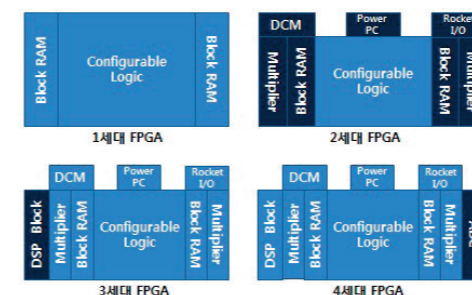 Block RAM
Configurable
Logic
Block RAM
1세대 FPGA
DCM
Power
PC
Rocket
I/O
Multiplier
Block RAM
Configurable
Logic
Block RAM
Multiplier
2세대 FPGA
DCM
Power
PC
Rocket
I/O
DSP Block
Multiplier
Block RAM
Configurable
Logic
Block RAM
Multiplier
3세대 FPGA
DCM
Power
PC
Rocket
I/O
DSP Block
Multiplier
Block RAM
Configurable
Logic
Block RAM
Multiplier
4세대 FPGA